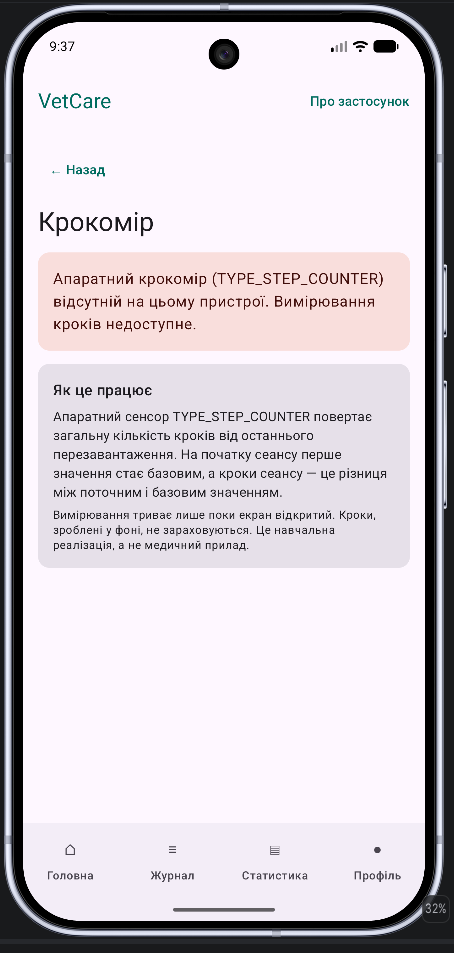 9:37
VetCare
Про застосунок
← Назад
Крокомір
Апаратний крокомір (TYPE_STEP_COUNTER)
відсутній на цьому пристрої. Вимірювання
кроків недоступне.
Як це працює
Апаратний сенсор TYPE_STEP_COUNTER повертає
загальну кількість кроків від останнього
перезавантаження. На початку сеансу перше
значення стає базовим, а кроки сеансу — це різниця
між поточним і базовим значенням.
Вимірювання триває лише поки екран відкритий. Кроки,
зроблені у фоні, не зараховуються. Це навчальна
реалізація, а не медичний прилад.
Головна
Журнал
Статистика
Профіль
32%